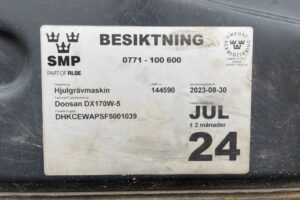 SMP
PART OF RLSE
BESIKTNING
0771 - 100 600
Hjulgrävmaskin
144590
2023-08-30
Doosan DX170W-5
DHKCEWAPSF5001039
JUL
± 2 månader
24